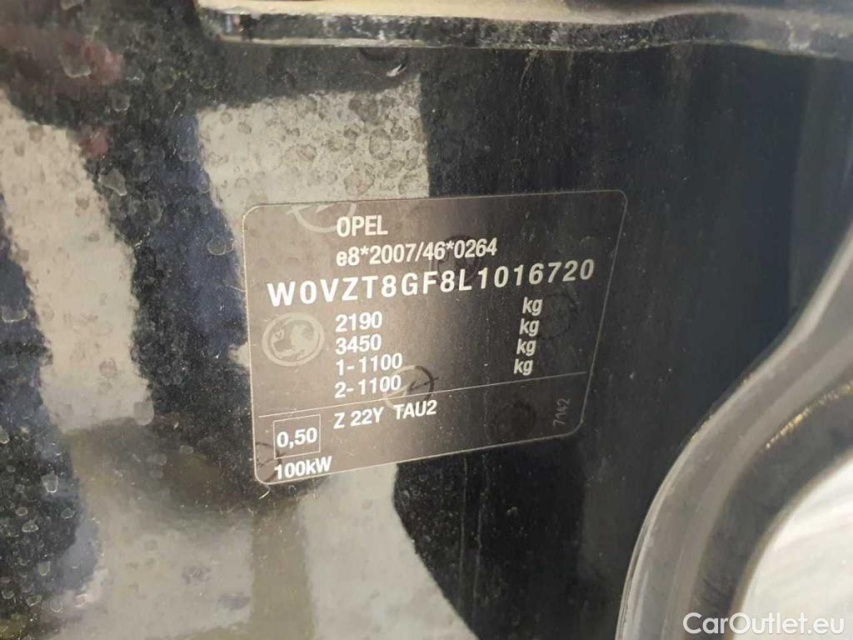 OPEL
e8*2007/46*0264
W0VZT8GF8L1016720
2190 kg
3450 kg
1-1100 kg
2-1100 kg
0,50 Z 22Y TAU2
100kW
7142
CarOutlet.eu